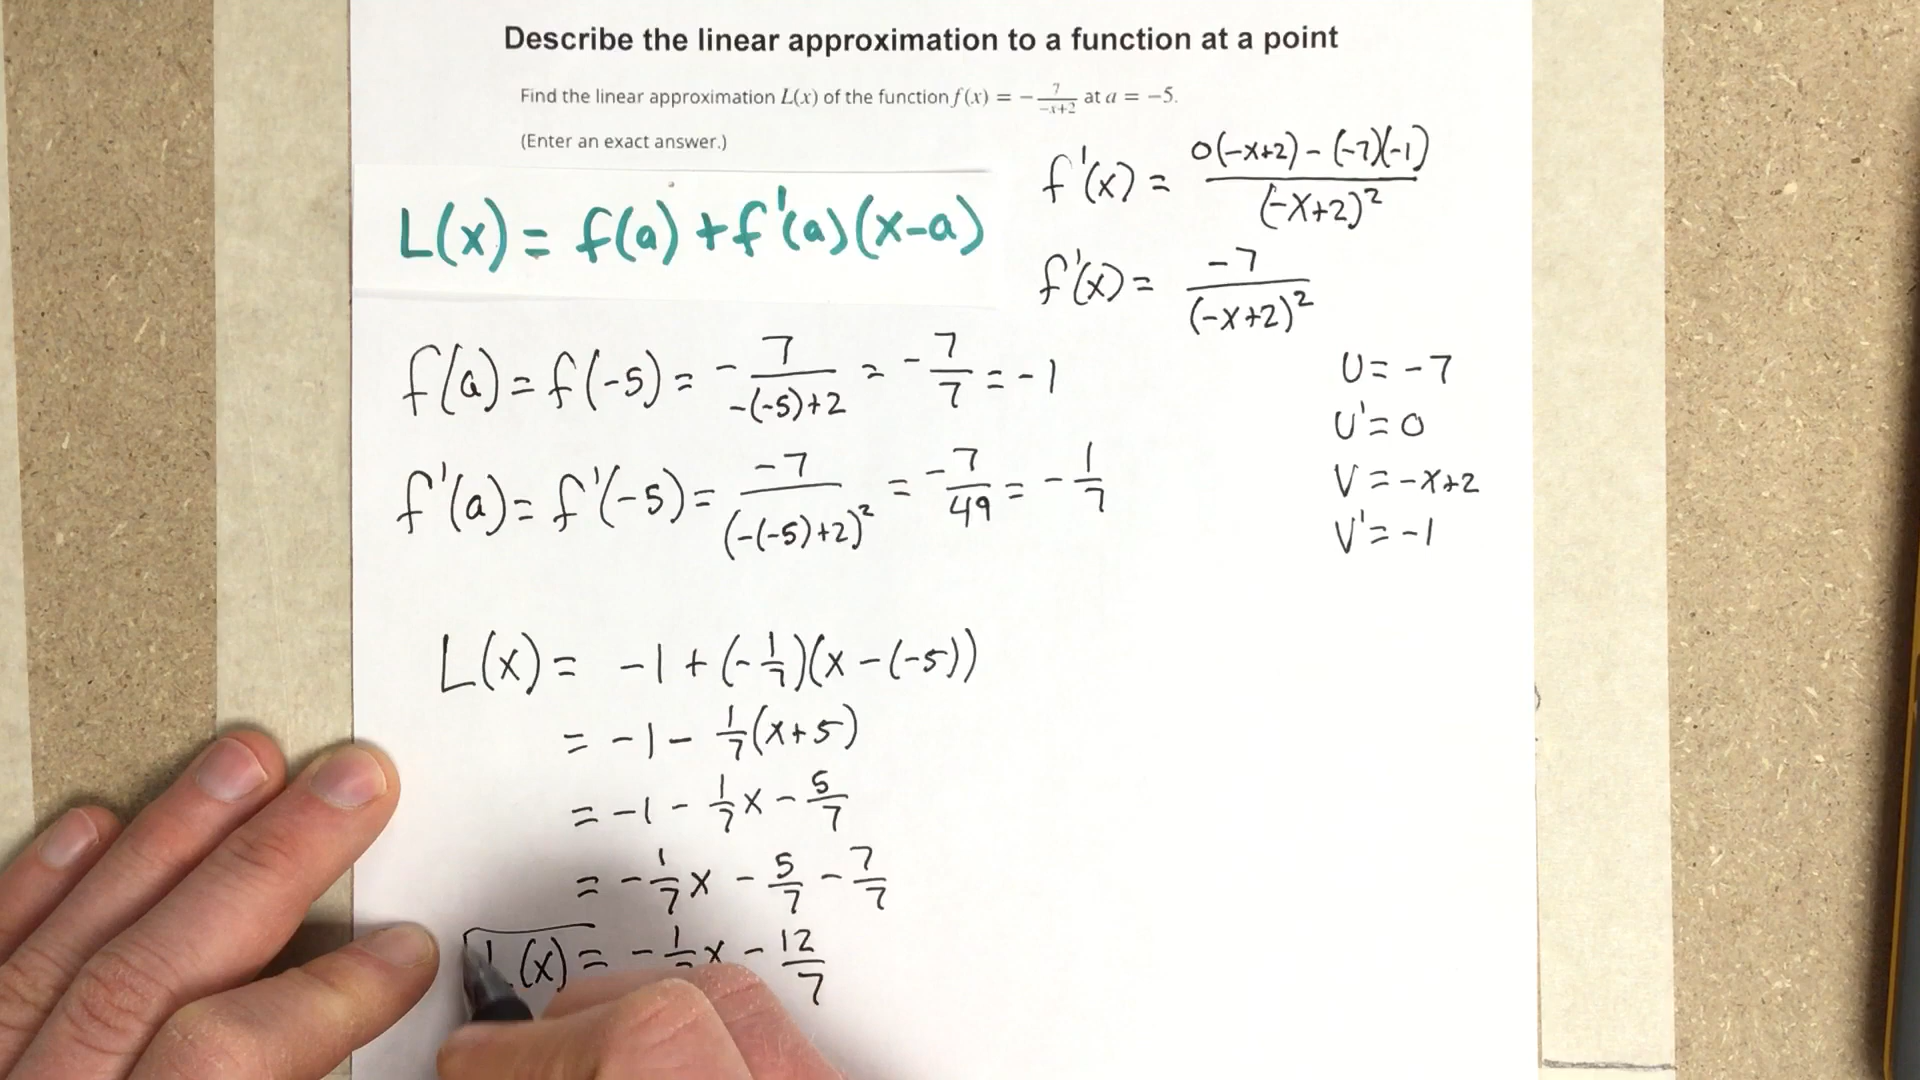 Describe the linear approximation to a function at a point
Find the linear approximation L(x) of the function f(x) = −7/(−x+2) at a = −5.
(Enter an exact answer.)
L(x) = f(a) + f'(a)(x−a)
f'(x) = (0(−x+2) − (−7)(−1))/(−x+2)²
f'(x) = −7/(−x+2)²
f(a) = f(−5) = −7/(−(−5)+2) = −7/7 = −1
f'(a) = f'(−5) = −7/(−(−5)+2)² = −7/49 = −1/7
U = −7
U' = 0
V = −x+2
V' = −1
L(x) = −1 + (−1/7)(x − (−5))
= −1 − 1/7(x+5)
= −1 − 1/7x − 5/7
= −1/7x − 5/7 − 7/7
L(x) = −1/7x − 12/7